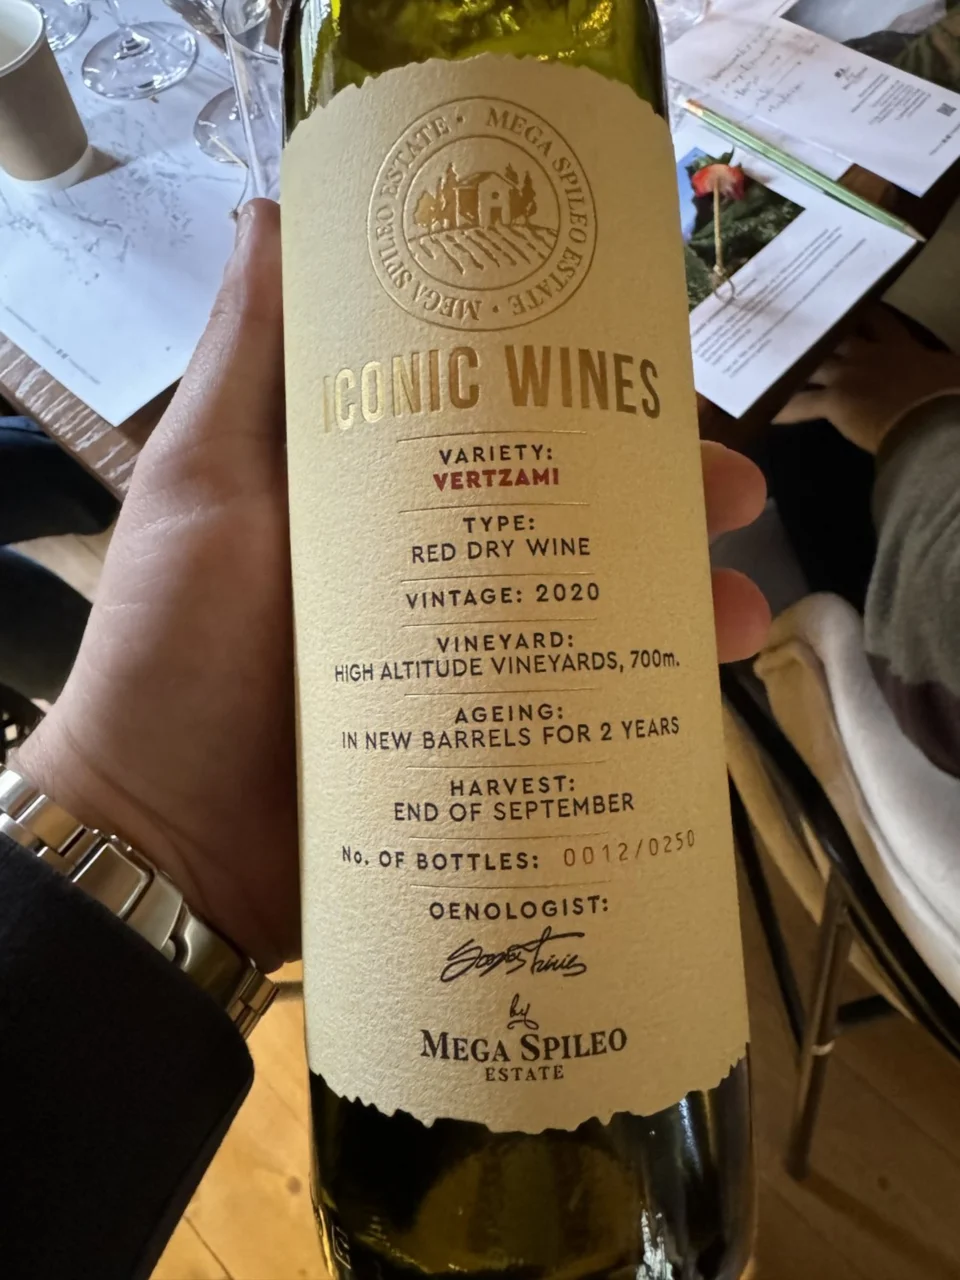 MEGA SPILEO ESTATE • MEGA SPILEO ESTATE •
ICONIC WINES
VARIETY:
VERTZAMI
TYPE:
RED DRY WINE
VINTAGE: 2020
VINEYARD:
HIGH ALTITUDE VINEYARDS, 700m.
AGEING:
IN NEW BARRELS FOR 2 YEARS
HARVEST:
END OF SEPTEMBER
No. OF BOTTLES: 0012/0250
OENOLOGIST:
by
MEGA SPILEO
ESTATE